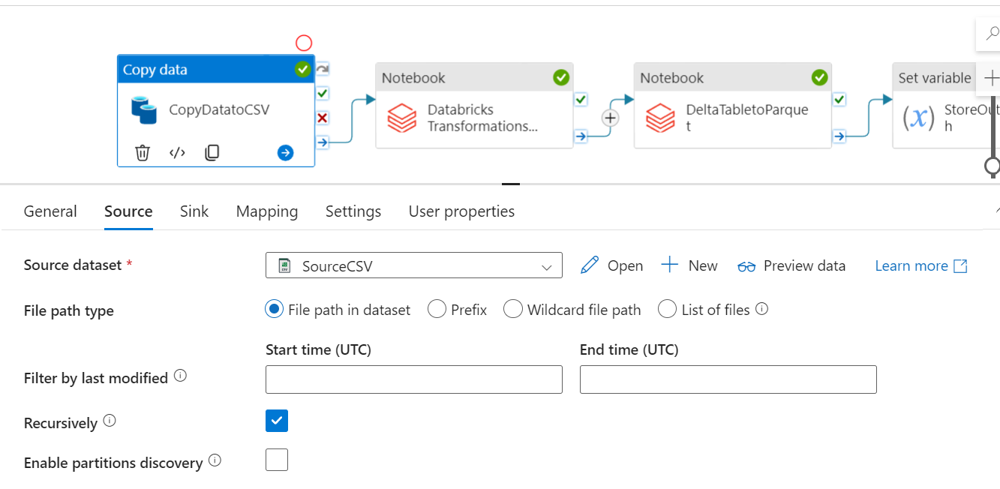 Copy data
CopyDatatoCSV
Notebook
Databricks
Transformations...
Notebook
DeltaTabletoParque
t
Set variable
(x)
StoreOut
h
General Source Sink Mapping Settings User properties
Source dataset * SourceCSV Open New Preview data Learn more
File path type File path in dataset Prefix Wildcard file path List of files
Start time (UTC) End time (UTC)
Filter by last modified
Recursively
Enable partitions discovery